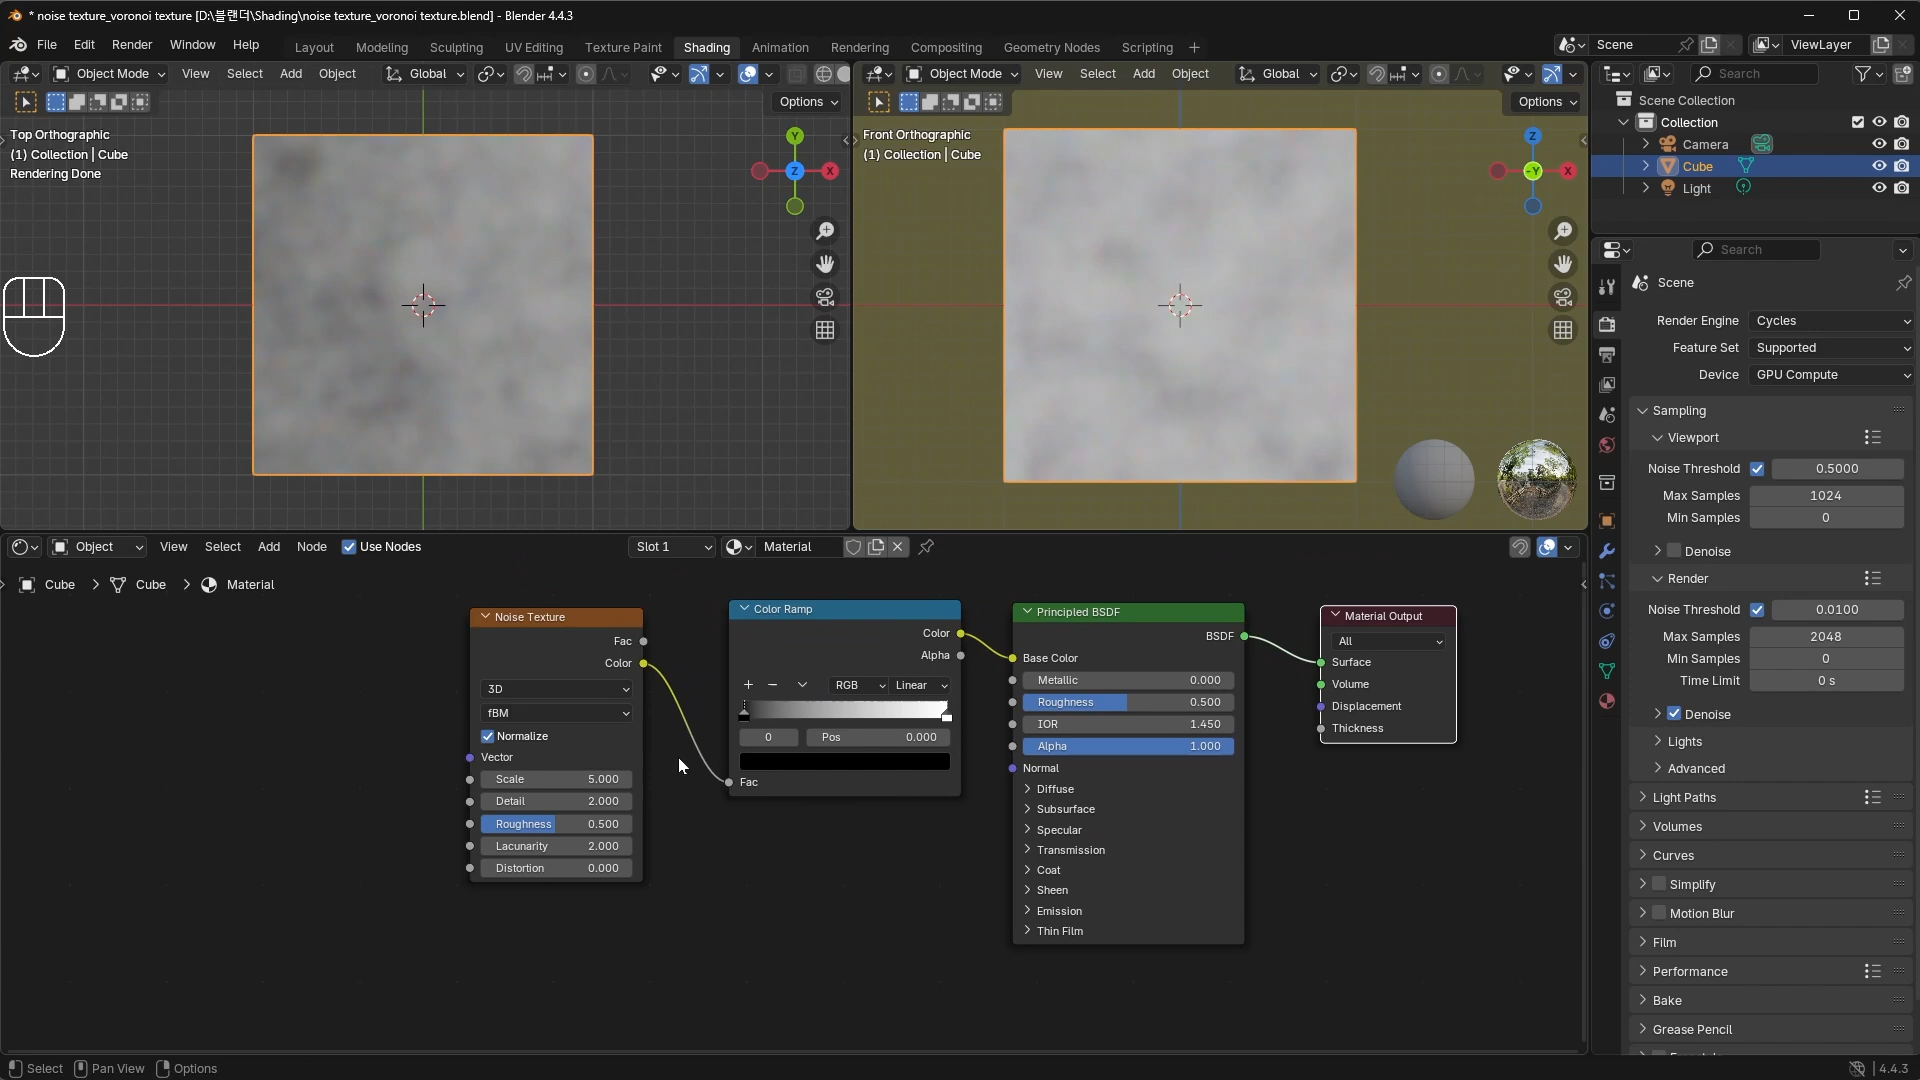 * noise texture_voronoi texture [D:\블랜더\Shading\noise texture_voronoi texture.blend] - Blender 4.4.3
File Edit Render Window Help Layout Modeling Sculpting UV Editing Texture Paint Shading Animation Rendering Compositing Geometry Nodes Scripting + Scene ViewLayer
Object Mode View Select Add Object Global
Options
Top Orthographic
(1) Collection | Cube
Rendering Done
Y
Z
X
Object Mode View Select Add Object Global
Options
Front Orthographic
(1) Collection | Cube
Z
-Y
X
Search
Scene Collection
Collection
Camera
Cube
Light
Search
Scene
Render Engine Cycles
Feature Set Supported
Device GPU Compute
Sampling
Viewport
Noise Threshold 0.5000
Max Samples 1024
Min Samples 0
Denoise
Render
Noise Threshold 0.0100
Max Samples 2048
Min Samples 0
Time Limit 0 s
Denoise
Lights
Advanced
Light Paths
Volumes
Curves
Simplify
Motion Blur
Film
Performance
Bake
Grease Pencil
Object View Select Add Node Use Nodes Slot 1 Material
Cube Cube Material
Noise Texture
Fac
Color
3D
fBM
Normalize
Vector
Scale 5.000
Detail 2.000
Roughness 0.500
Lacunarity 2.000
Distortion 0.000
Color Ramp
Color
Alpha
RGB Linear
0 Pos 0.000
Fac
Principled BSDF
BSDF
Base Color
Metallic 0.000
Roughness 0.500
IOR 1.450
Alpha 1.000
Normal
Diffuse
Subsurface
Specular
Transmission
Coat
Sheen
Emission
Thin Film
Material Output
All
Surface
Volume
Displacement
Thickness
Select Pan View Options
4.4.3